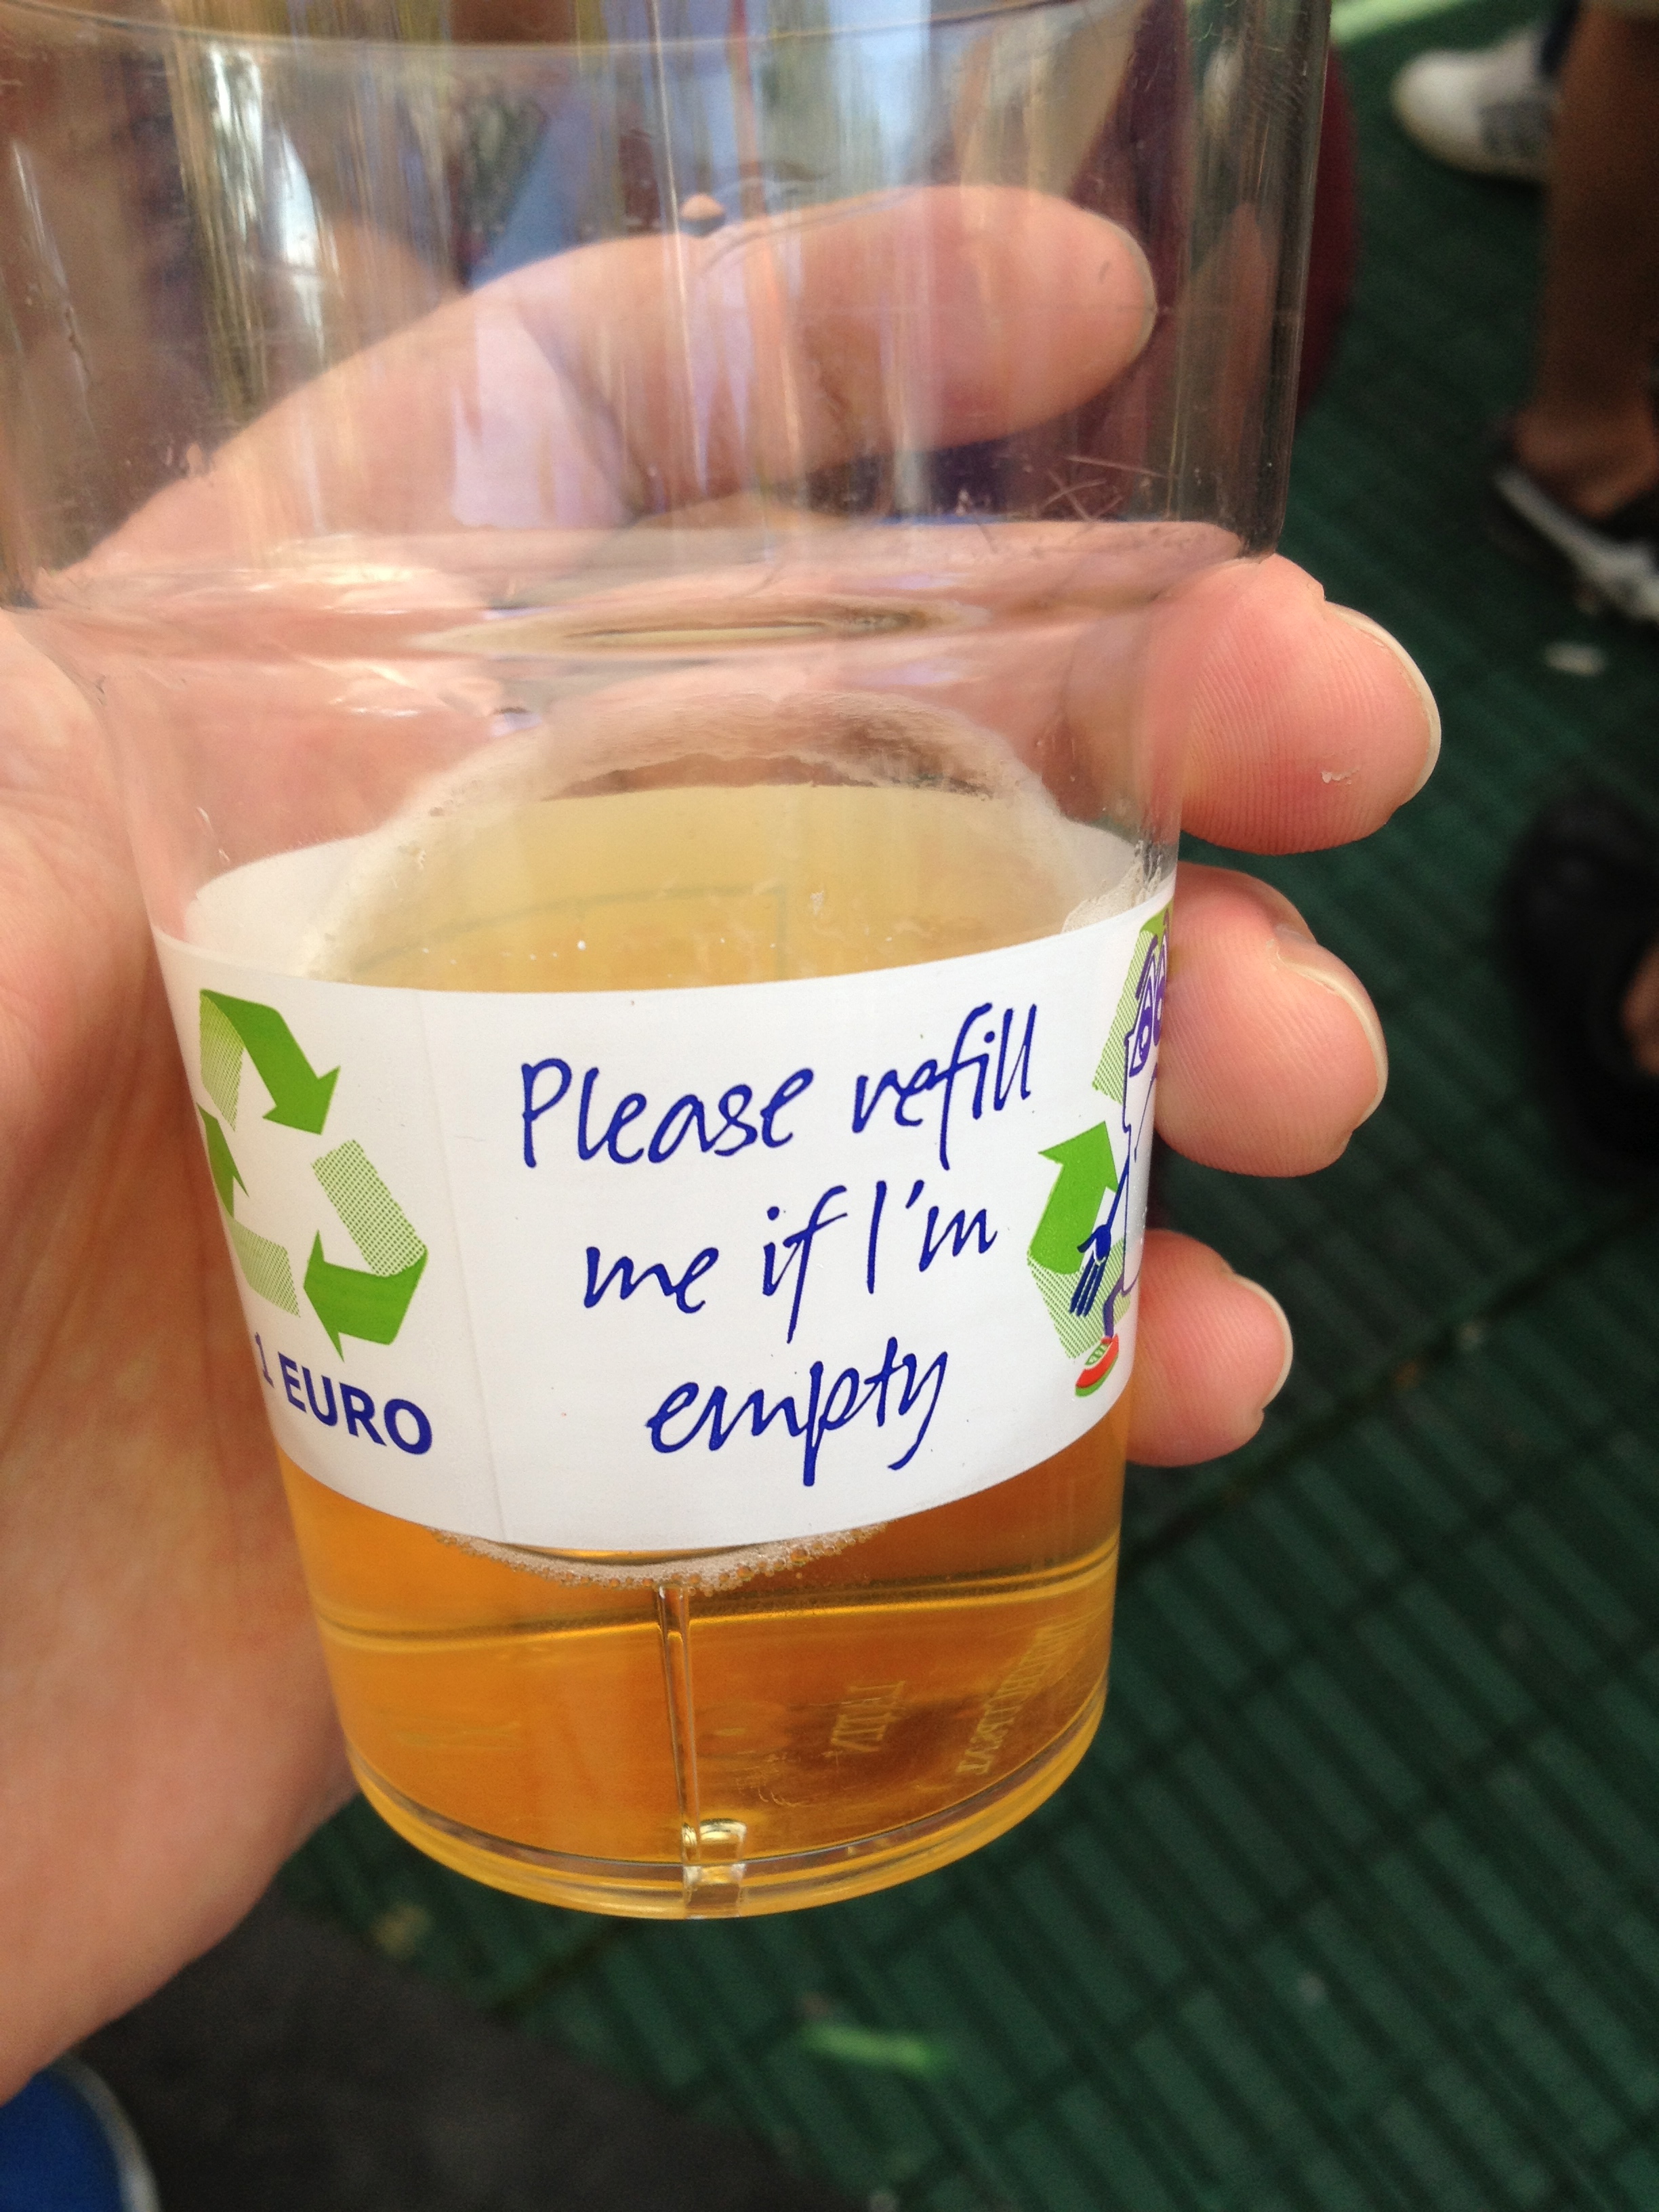 Please refill
me if I'm
empty
1 EURO